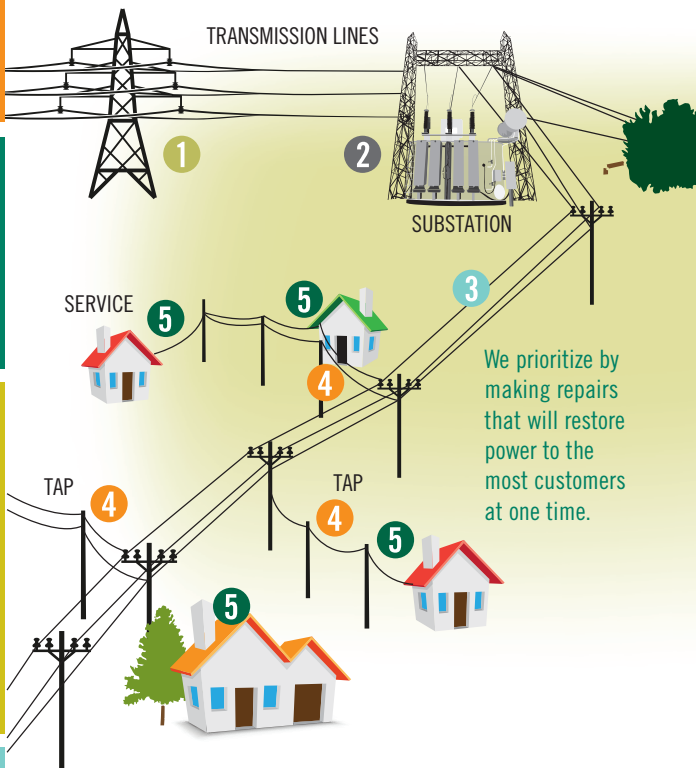 TRANSMISSION LINES
1
2
SUBSTATION
3
SERVICE
5
5
4
We prioritize by
making repairs
that will restore
power to the
most customers
at one time.
TAP
4
TAP
4
5
5